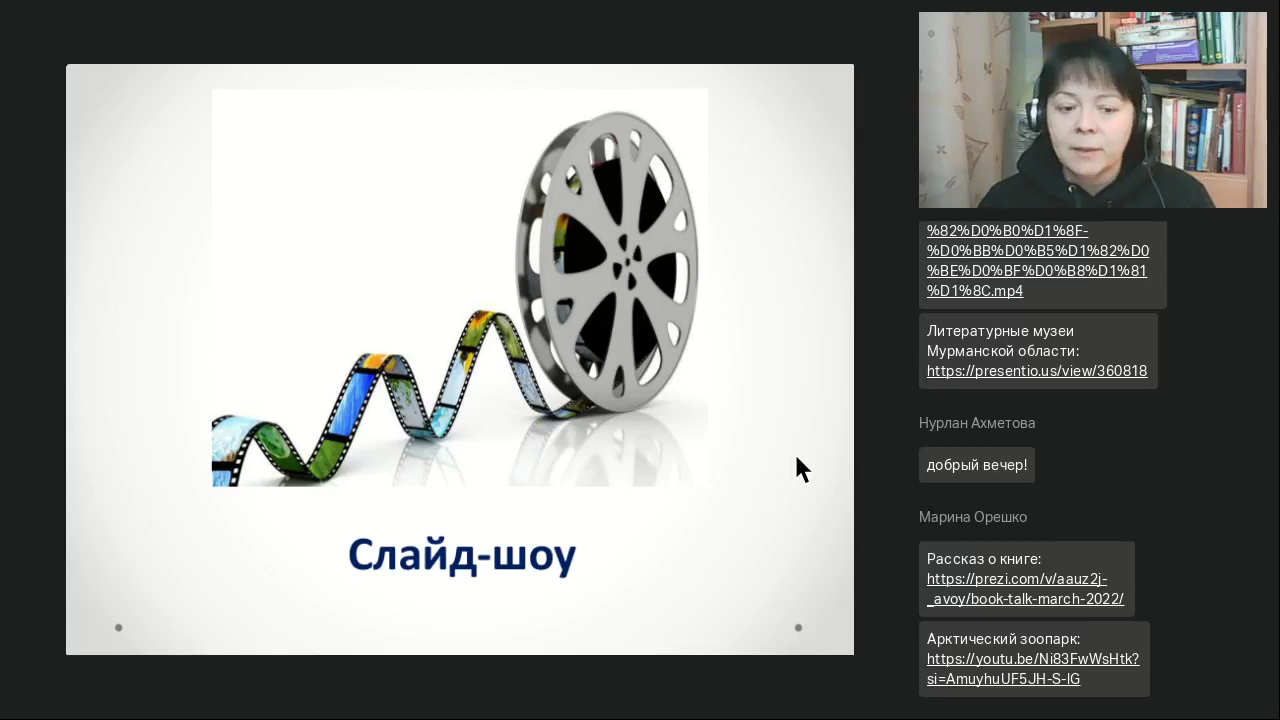 Слайд-шоу
%82%D0%B0%D1%8F-
%D0%BB%D0%B5%D1%82%D0
%BE%D0%BF%D0%B8%D1%81
%D1%8C.mp4
Литературные музеи
Мурманской области:
https://presentio.us/view/360818
Нурлан Ахметова
добрый вечер!
Марина Орешко
Рассказ о книге:
https://prezi.com/v/aauz2j-
_avoy/book-talk-march-2022/
Арктический зоопарк:
https://youtu.be/Ni83FwWsHtk?
si=AmuyhuUF5JH-S-lG